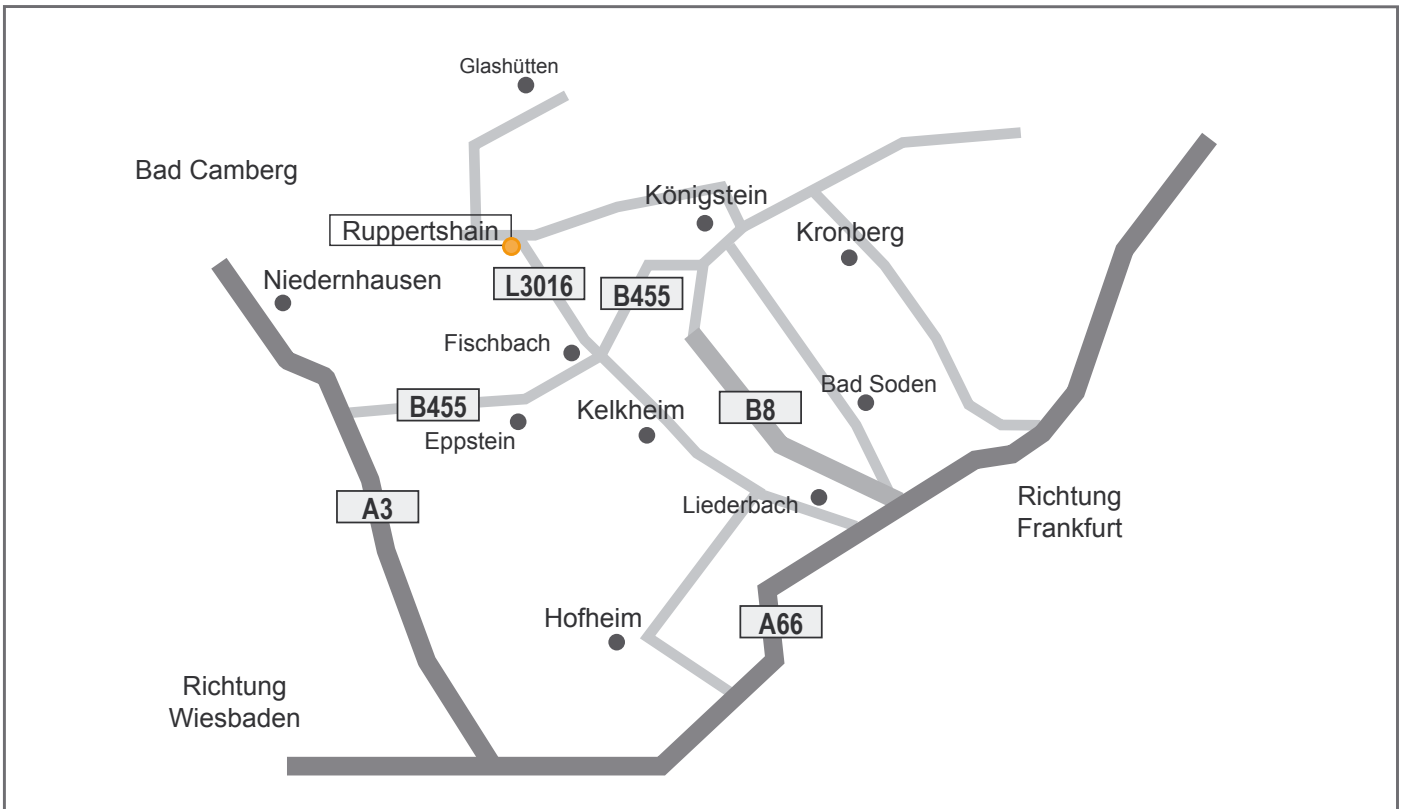 Glashütten
Bad Camberg
Königstein
Ruppertshain
Kronberg
Niedernhausen
L3016
B455
Fischbach
Bad Soden
B455
Kelkheim
B8
Eppstein
A3
Liederbach
Richtung
Frankfurt
Hofheim
A66
Richtung
Wiesbaden